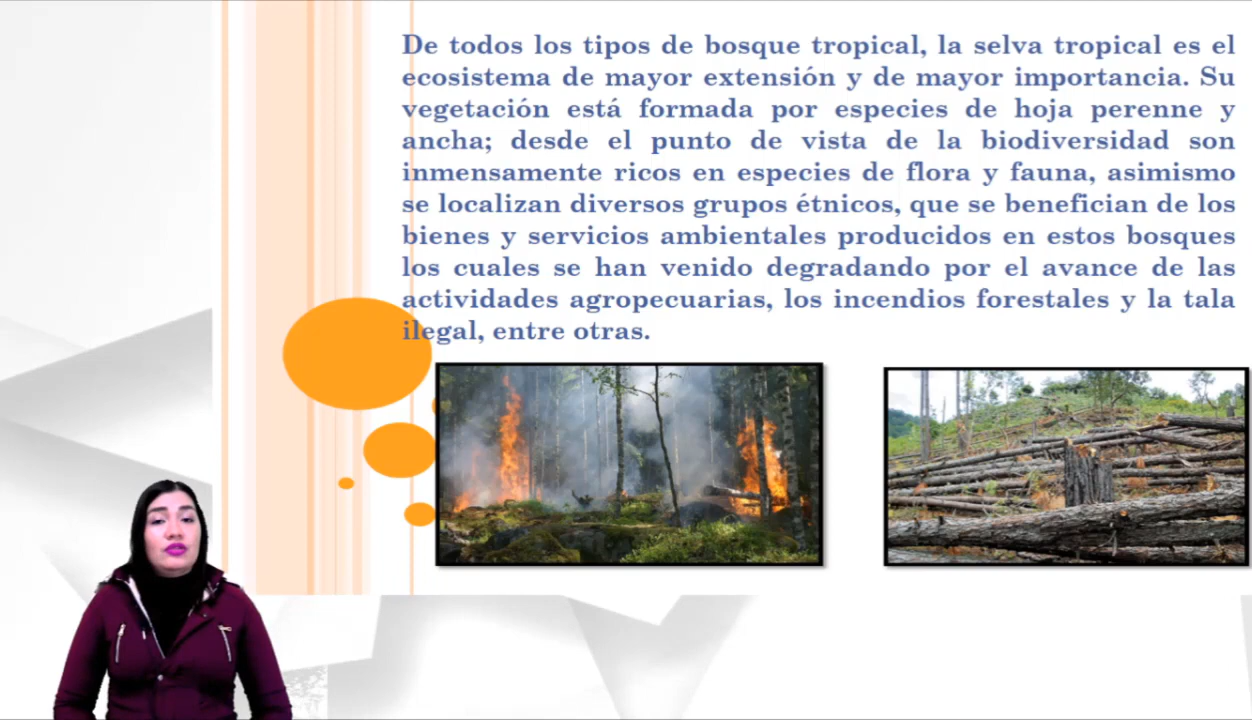 De todos los tipos de bosque tropical, la selva tropical es el
ecosistema de mayor extensión y de mayor importancia. Su
vegetación está formada por especies de hoja perenne y
ancha; desde el punto de vista de la biodiversidad son
inmensamente ricos en especies de flora y fauna, asimismo
se localizan diversos grupos étnicos, que se benefician de los
bienes y servicios ambientales producidos en estos bosques
los cuales se han venido degradando por el avance de las
actividades agropecuarias, los incendios forestales y la tala
ilegal, entre otras.